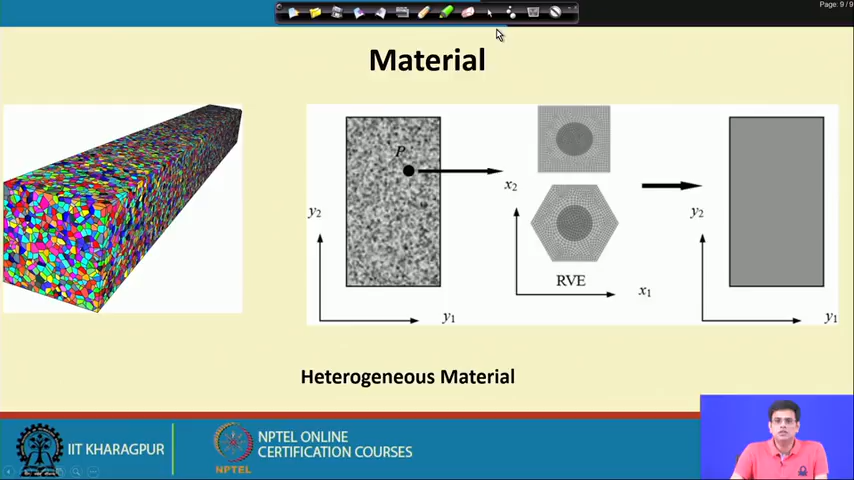 Page: 9 / 9
Material
P
x₂
y₂
y₂
RVE
x₁
y₁
y₁
Heterogeneous Material
IIT KHARAGPUR
NPTEL
NPTEL ONLINE
CERTIFICATION COURSES